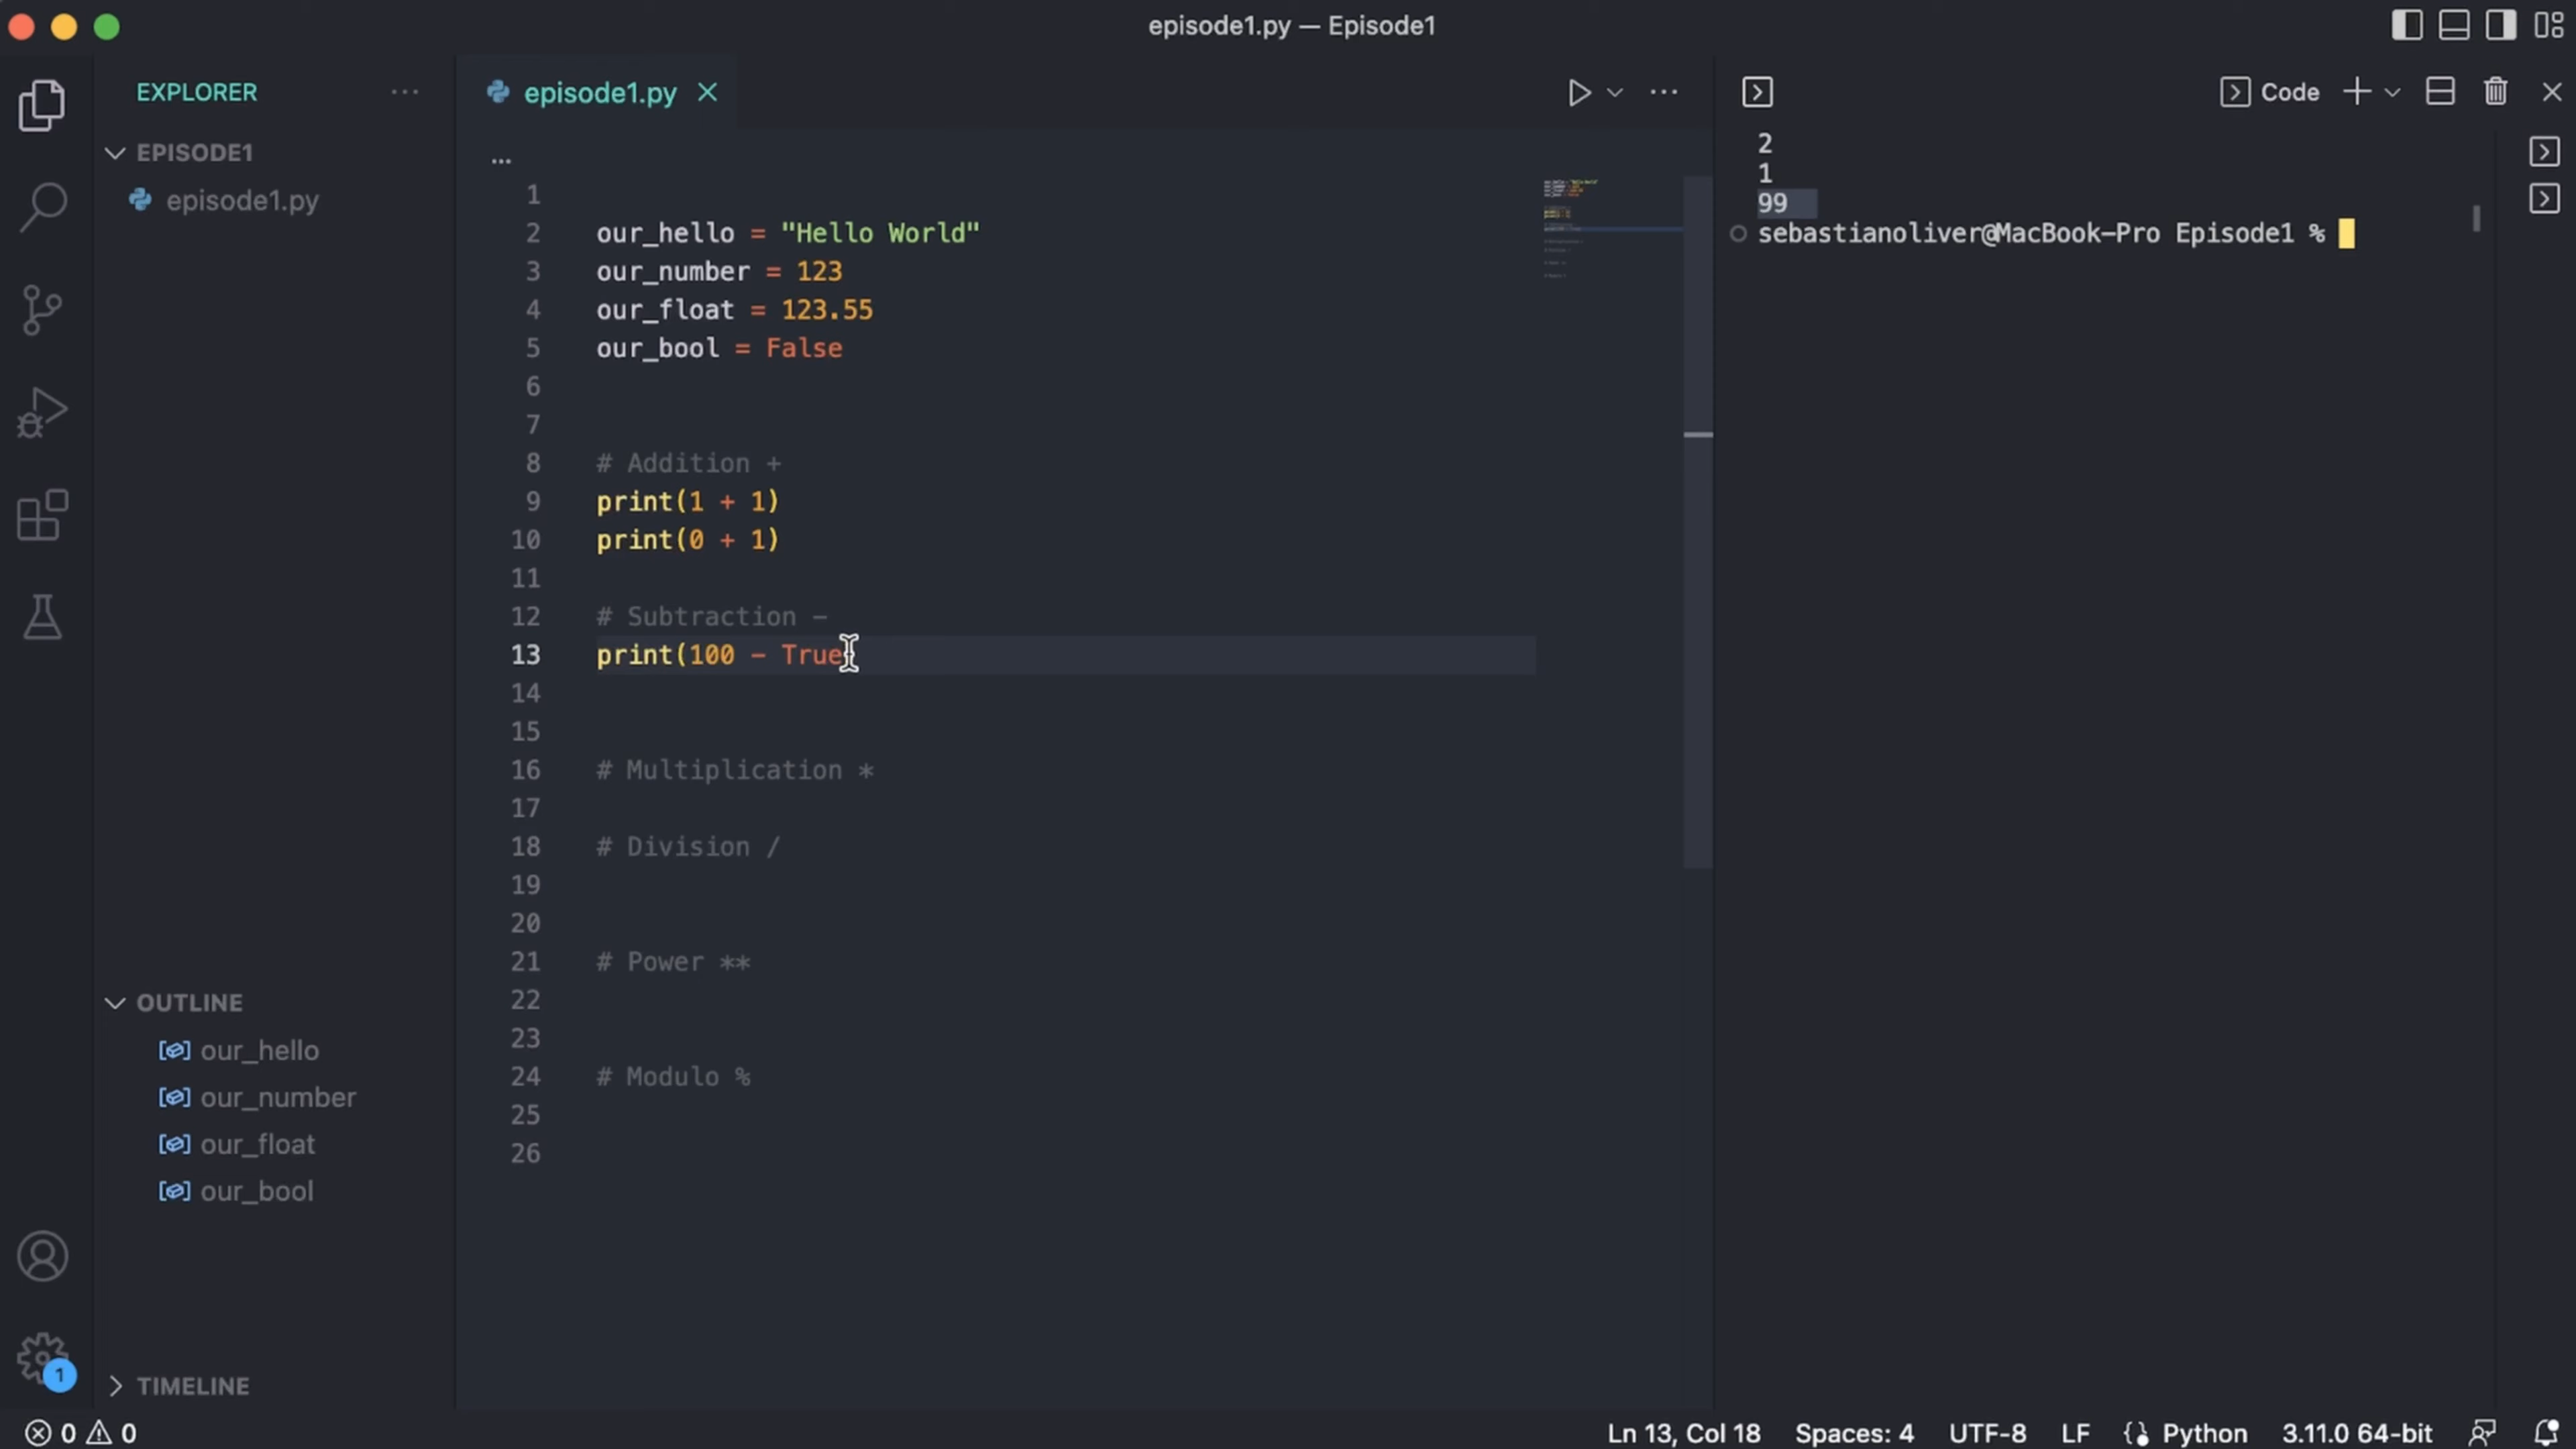 episode1.py — Episode1
EXPLORER
EPISODE1
episode1.py
OUTLINE
our_hello
our_number
our_float
our_bool
TIMELINE
episode1.py
...
1
2 our_hello = "Hello World"
3 our_number = 123
4 our_float = 123.55
5 our_bool = False
6
7
8 # Addition +
9 print(1 + 1)
10 print(0 + 1)
11
12 # Subtraction -
13 print(100 - True
14
15
16 # Multiplication *
17
18 # Division /
19
20
21 # Power **
22
23
24 # Modulo %
25
26
Code
2
1
99
sebastianoliver@MacBook-Pro Episode1 %
1
0 0
Ln 13, Col 18 Spaces: 4 UTF-8 LF Python 3.11.0 64-bit